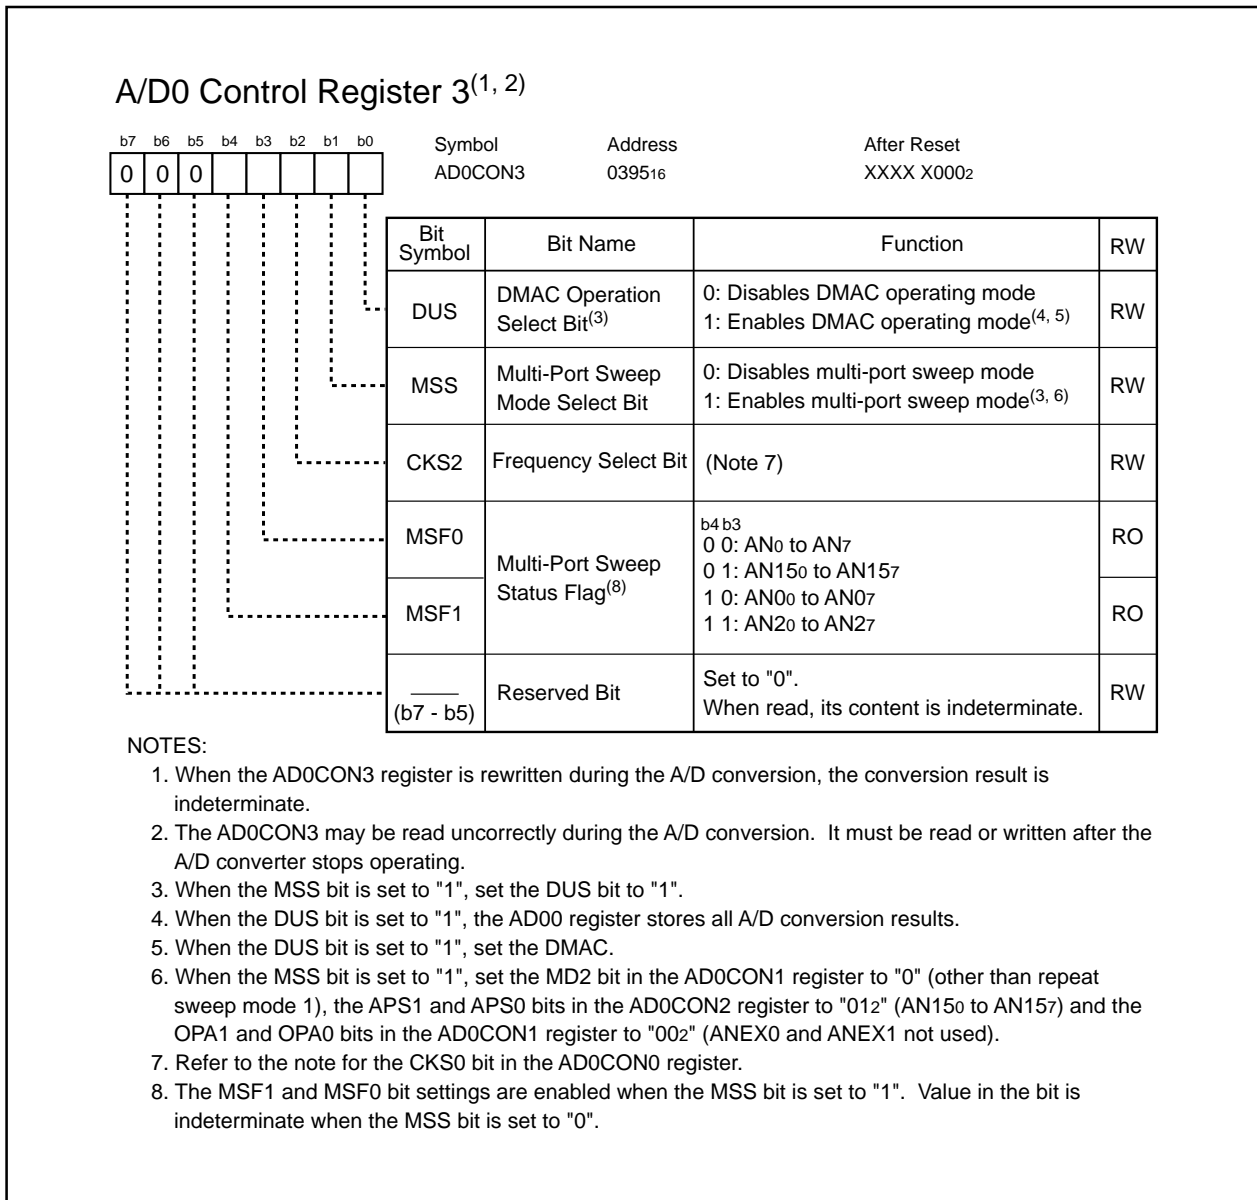 A/D0 Control Register 3(1, 2)
b7 b6 b5 b4 b3 b2 b1 b0
Symbol Address After Reset
0 0 0
AD0CON3 039516 XXXX X0002
Bit Symbol Bit Name Function RW
DUS
DMAC Operation
Select Bit(3)
0: Disables DMAC operating mode
1: Enables DMAC operating mode(4, 5)
RW
MSS
Multi-Port Sweep
Mode Select Bit
0: Disables multi-port sweep mode
1: Enables multi-port sweep mode(3, 6)
RW
CKS2 Frequency Select Bit (Note 7) RW
MSF0
MSF1
Multi-Port Sweep
Status Flag(8)
b4 b3
0 0: AN0 to AN7
0 1: AN150 to AN157
1 0: AN00 to AN07
1 1: AN20 to AN27
RO
RO
(b7 - b5)
Reserved Bit
Set to "0".
When read, its content is indeterminate.
RW
NOTES:
1. When the AD0CON3 register is rewritten during the A/D conversion, the conversion result is
indeterminate.
2. The AD0CON3 may be read uncorrectly during the A/D conversion. It must be read or written after the
A/D converter stops operating.
3. When the MSS bit is set to "1", set the DUS bit to "1".
4. When the DUS bit is set to "1", the AD00 register stores all A/D conversion results.
5. When the DUS bit is set to "1", set the DMAC.
6. When the MSS bit is set to "1", set the MD2 bit in the AD0CON1 register to "0" (other than repeat
sweep mode 1), the APS1 and APS0 bits in the AD0CON2 register to "012" (AN150 to AN157) and the
OPA1 and OPA0 bits in the AD0CON1 register to "002" (ANEX0 and ANEX1 not used).
7. Refer to the note for the CKS0 bit in the AD0CON0 register.
8. The MSF1 and MSF0 bit settings are enabled when the MSS bit is set to "1". Value in the bit is
indeterminate when the MSS bit is set to "0".